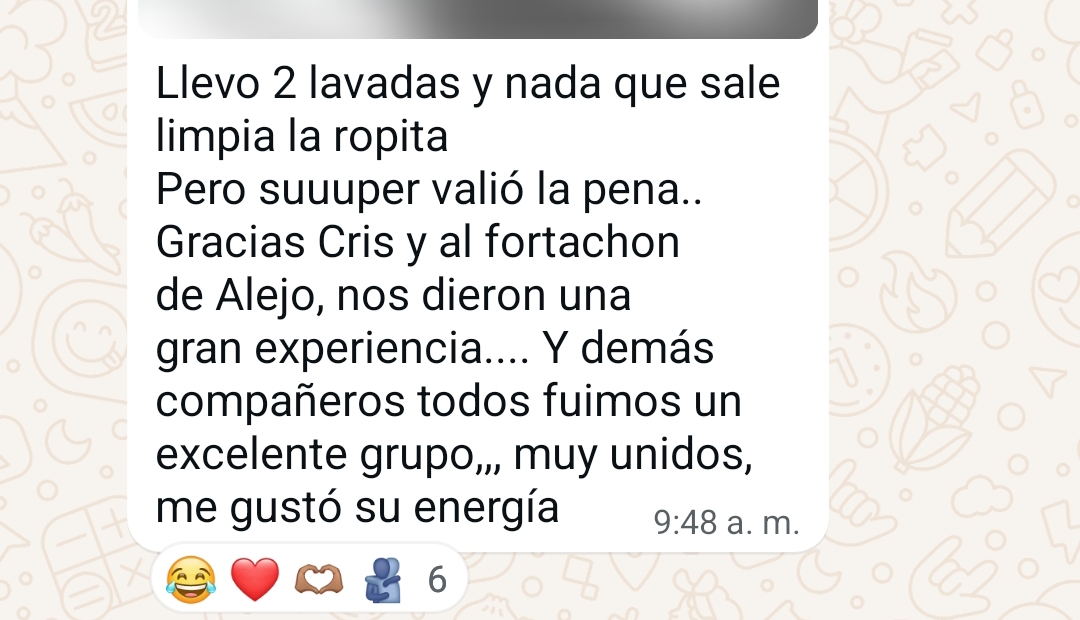 Llevo 2 lavadas y nada que sale
limpia la ropita
Pero suuuper valió la pena..
Gracias Cris y al fortachon
de Alejo, nos dieron una
gran experiencia.... Y demás
compañeros todos fuimos un
excelente grupo,,, muy unidos,
me gustó su energía
9:48 a. m.
😂❤️🫶🏽🫂 6